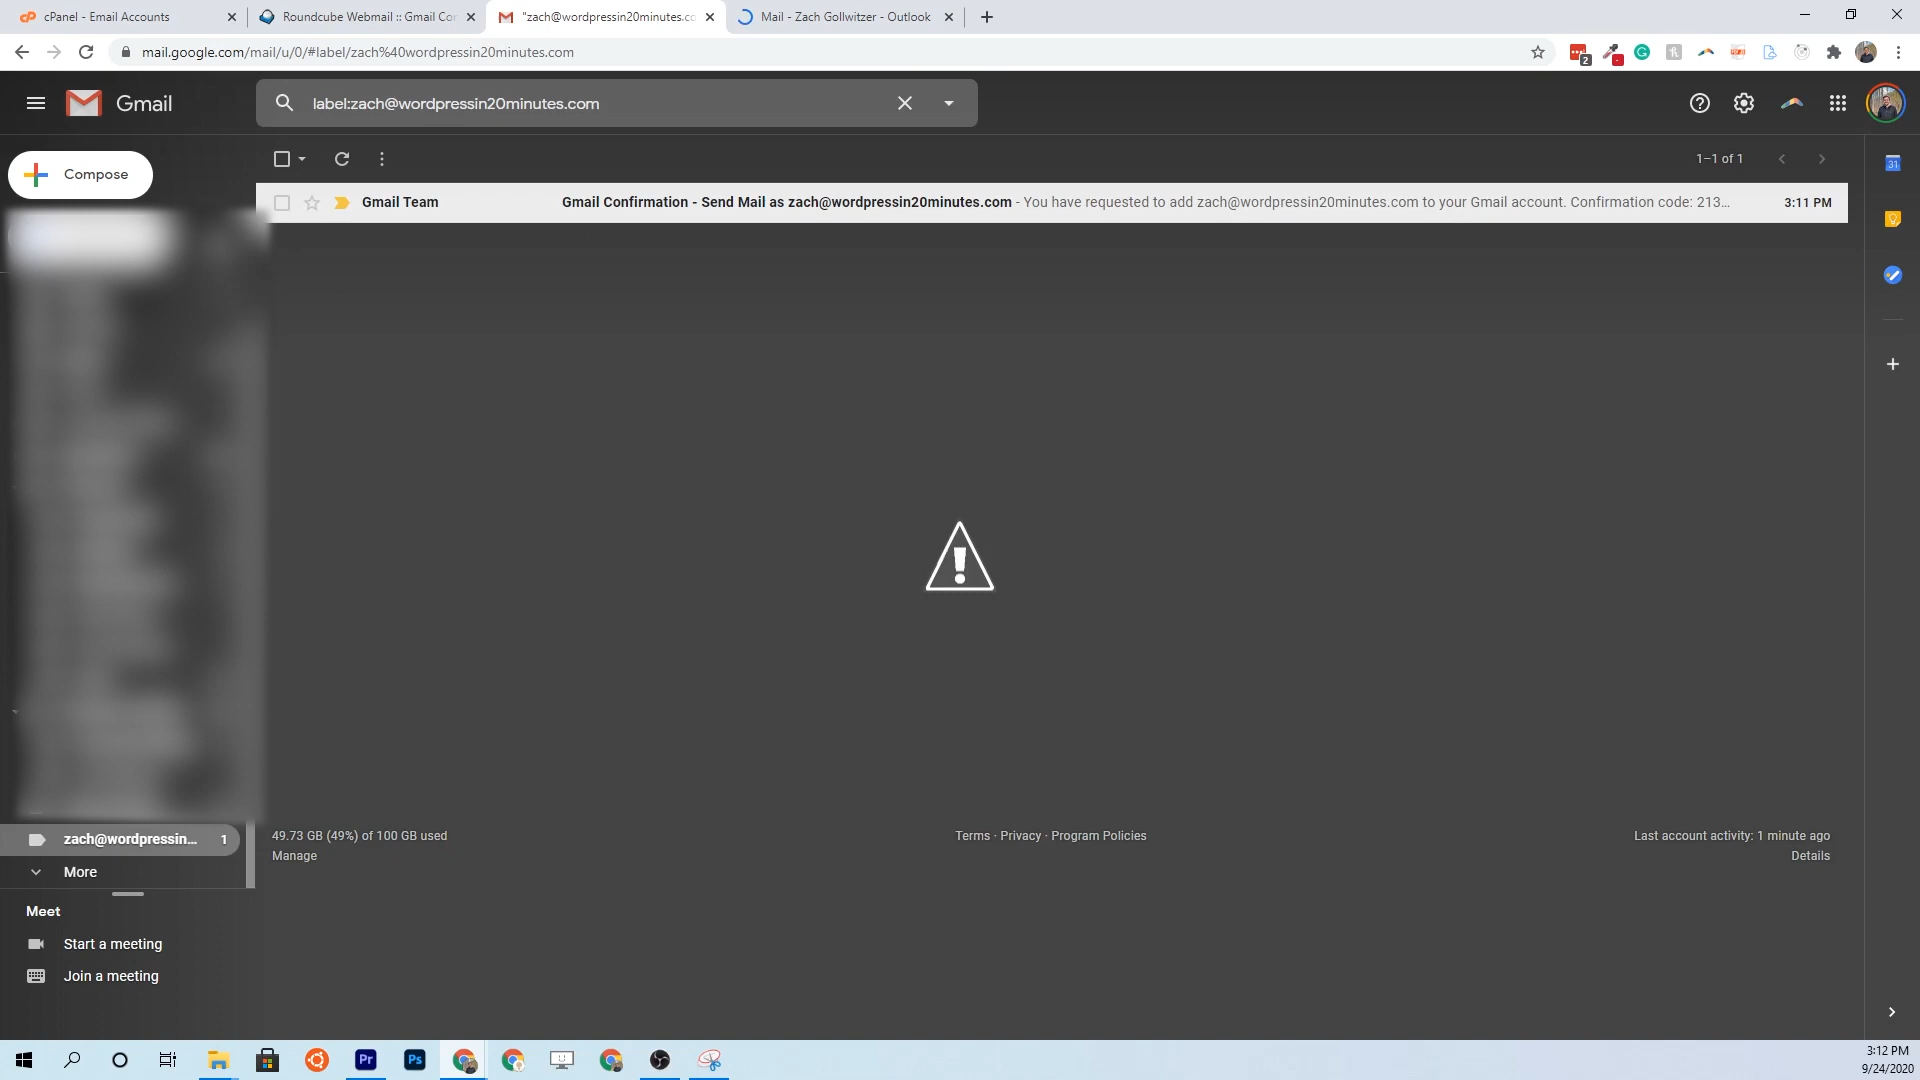 cPanel - Email Accounts
Roundcube Webmail :: Gmail Cor
"zach@wordpressin20minutes.co
Mail - Zach Gollwitzer - Outlook
mail.google.com/mail/u/0/#label/zach%40wordpressin20minutes.com
2
Gmail
label:zach@wordpressin20minutes.com
Compose
1–1 of 1
31
Gmail Team
Gmail Confirmation - Send Mail as zach@wordpressin20minutes.com - You have requested to add zach@wordpressin20minutes.com to your Gmail account. Confirmation code: 213...
3:11 PM
zach@wordpressin...
1
More
49.73 GB (49%) of 100 GB used
Manage
Terms · Privacy · Program Policies
Last account activity: 1 minute ago
Details
Meet
Start a meeting
Join a meeting
Pr
Ps
3:12 PM
9/24/2020